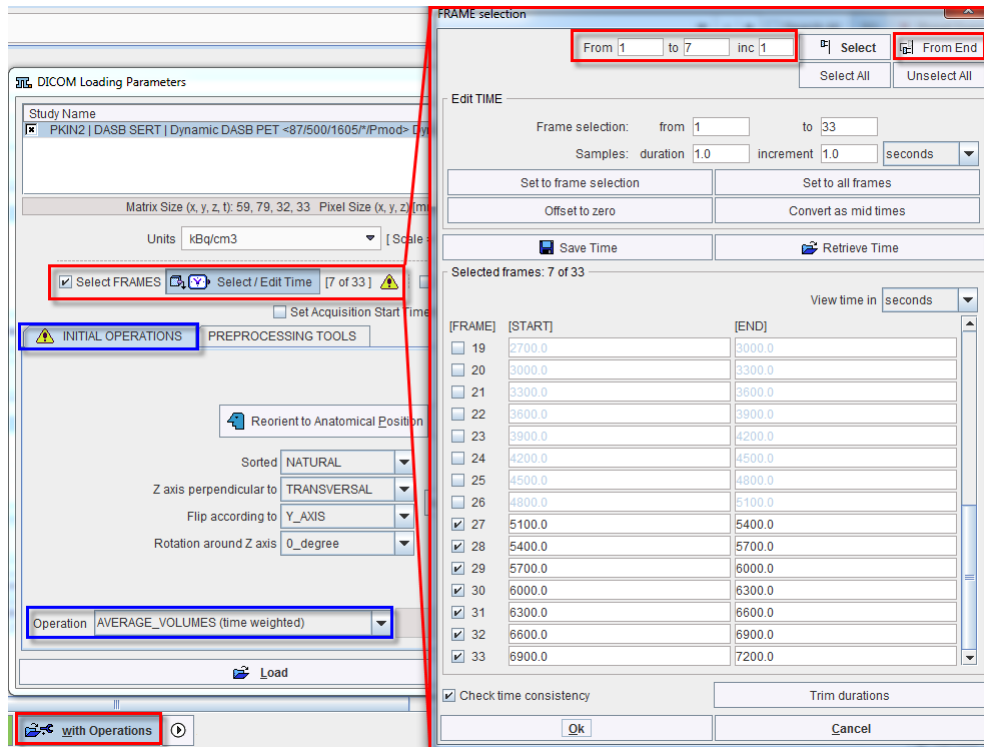 DICOM Loading Parameters
Study Name
PKIN2 | DASB SERT | Dynamic DASB PET <87/500/1605/*/Pmod>
Matrix Size (x, y, z, t): 59, 79, 32, 33 Pixel Size (x, y, z)
Units kBq/cm3 [ Scale
Select FRAMES Select / Edit Time [7 of 33 ]
Set Acquisition Start Time
INITIAL OPERATIONS PREPROCESSING TOOLS
Reorient to Anatomical Position
Sorted NATURAL
Z axis perpendicular to TRANSVERSAL
Flip according to Y_AXIS
Rotation around Z axis 0_degree
Operation AVERAGE_VOLUMES (time weighted)
Load
with Operations
FRAME selection
From 1 to 7 inc 1 Select From End
Select All Unselect All
Edit TIME
Frame selection: from 1 to 33
Samples: duration 1.0 increment 1.0 seconds
Set to frame selection Set to all frames
Offset to zero Convert as mid times
Save Time Retrieve Time
Selected frames: 7 of 33
View time in seconds
[FRAME] [START] [END]
19 2700.0 3000.0
20 3000.0 3300.0
21 3300.0 3600.0
22 3600.0 3900.0
23 3900.0 4200.0
24 4200.0 4500.0
25 4500.0 4800.0
26 4800.0 5100.0
27 5100.0 5400.0
28 5400.0 5700.0
29 5700.0 6000.0
30 6000.0 6300.0
31 6300.0 6600.0
32 6600.0 6900.0
33 6900.0 7200.0
Check time consistency Trim durations
Ok Cancel